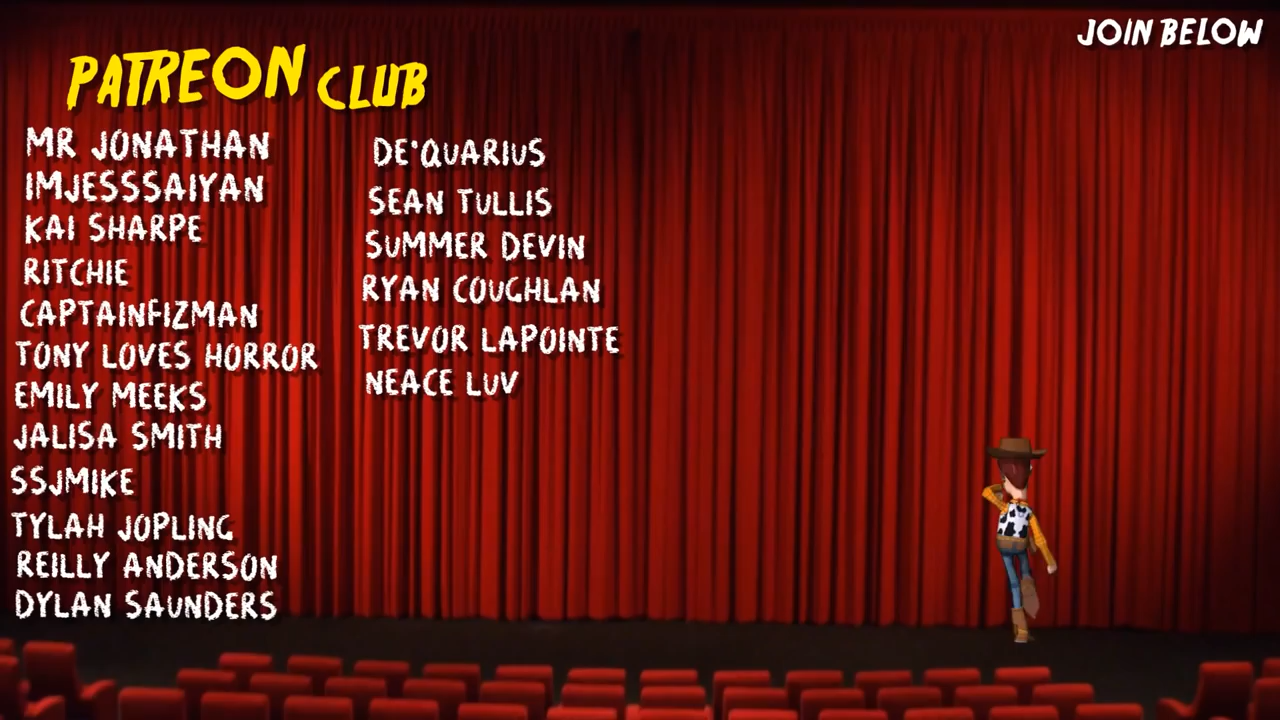 JOIN BELOW
PATREON CLUB
MR JONATHAN
IMJESSSAIYAN
KAI SHARPE
RITCHIE
CAPTAINFIZMAN
TONY LOVES HORROR
EMILY MEEKS
JALISA SMITH
SSJMIKE
TYLAH JOPLING
REILLY ANDERSON
DYLAN SAUNDERS
DE'QUARIUS
SEAN TULLIS
SUMMER DEVIN
RYAN COUGHLAN
TREVOR LAPOINTE
NEACE LUV